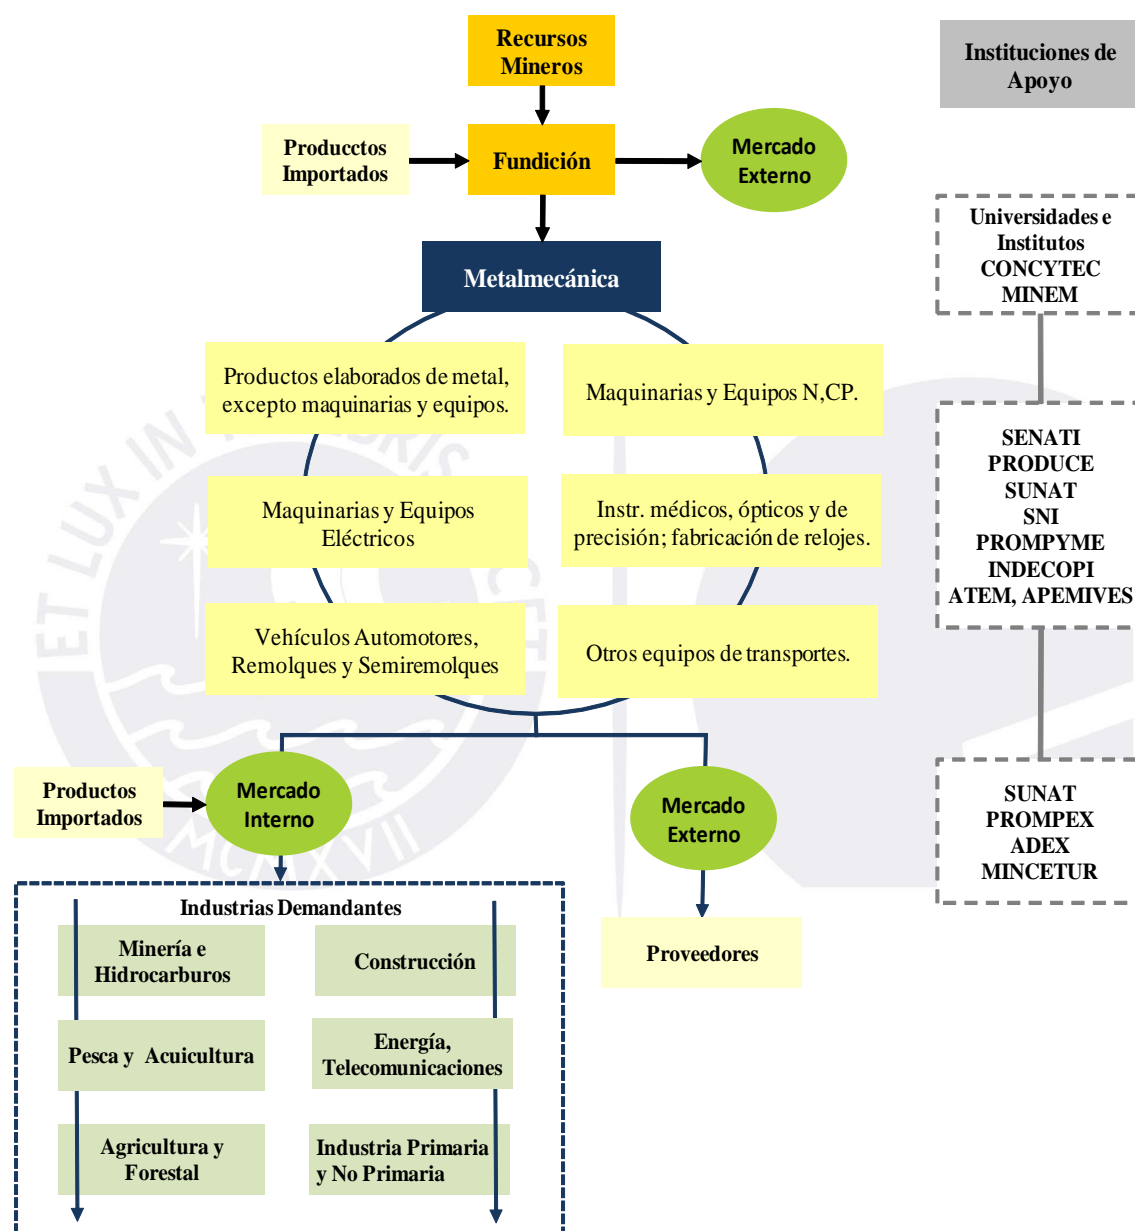 Recursos
Mineros
Instituciones de
Apoyo
Producctos
Importados
Fundición
Mercado
Externo
Universidades e
Institutos
CONCYTEC
MINEM
Metalmecánica
Productos elaborados de metal,
excepto maquinarias y equipos.
Maquinarias y Equipos N,CP.
SENATI
PRODUCE
SUNAT
SNI
PROMPYME
INDECOPI
ATEM, APEMIVES
Maquinarias y Equipos
Eléctricos
Instr. médicos, ópticos y de
precisión; fabricación de relojes.
Vehículos Automotores,
Remolques y Semiremolques
Otros equipos de transportes.
ET LUX IN
MCMXVII
Productos
Importados
Mercado
Interno
Mercado
Externo
SUNAT
PROMPEX
ADEX
MINCETUR
Industrias Demandantes
Minería e
Hidrocarburos
Construcción
Proveedores
Pesca y Acuicultura
Energía,
Telecomunicaciones
Agricultura y
Forestal
Industria Primaria
y No Primaria